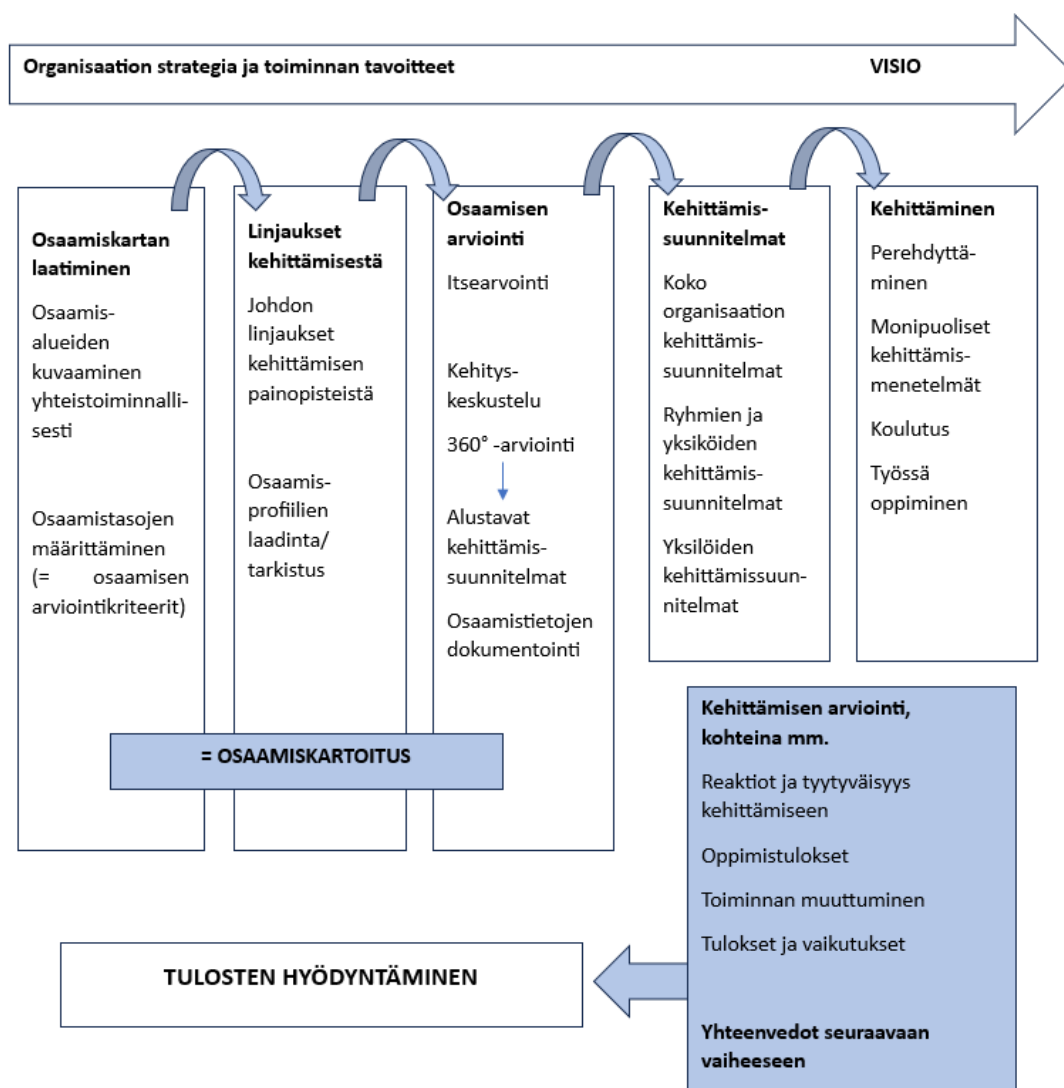 Organisaation strategia ja toiminnan tavoitteet
VISIO
Osaamiskartan
laatiminen
Osaamis-
alueiden
kuvaaminen
yhteistoiminnalli-
sesti
Osaamistasojen
määrittäminen
(= osaamisen
arviointikriteerit)
Linjaukset
kehittämisestä
Johdon
linjaukset
kehittämisen
painopisteistä
Osaamis-
profiilien
laadinta/
tarkistus
Osaamisen
arviointi
Itsearvointi
Kehitys-
keskustelu
360° -arviointi
Alustavat
kehittämis-
suunnitelmat
Osaamistietojen
dokumentointi
Kehittämis-
suunnitelmat
Koko
organisaation
kehittämis-
suunnitelmat
Ryhmien ja
yksiköiden
kehittämis-
suunnitelmat
Yksilöiden
kehittämissuun-
nitelmat
Kehittäminen
Perehdyttä-
minen
Monipuoliset
kehittämis-
menetelmät
Koulutus
Työssä
oppiminen
= OSAAMISKARTOITUS
Kehittämisen arviointi,
kohteina mm.
Reaktiot ja tyytyväisyys
kehittämiseen
Oppimistulokset
Toiminnan muuttuminen
Tulokset ja vaikutukset
Yhteenvedot seuraavaan
vaiheeseen
TULOSTEN HYÖDYNTÄMINEN